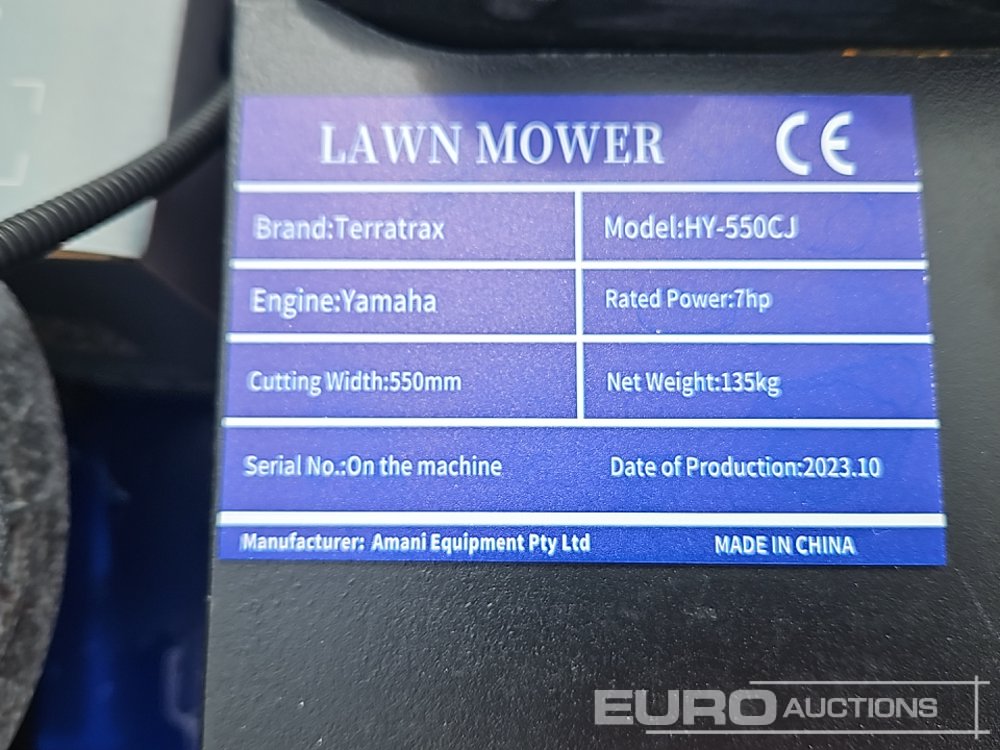 LAWN MOWER CE
Brand:Terratrax Model:HY-550CJ
Engine:Yamaha Rated Power:7hp
Cutting Width:550mm Net Weight:135kg
Serial No.:On the machine Date of Production:2023.10
Manufacturer: Amani Equipment Pty Ltd MADE IN CHINA
EURO AUCTIONS